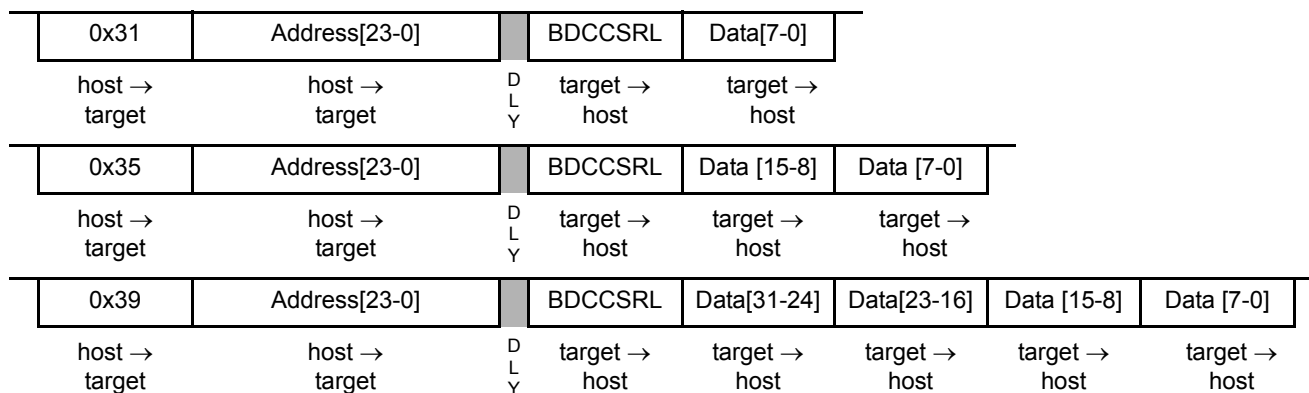 0x31 Address[23-0] BDCCSRL Data[7-0]
host → host → D L Y target → target →
target target host host
0x35 Address[23-0] BDCCSRL Data [15-8] Data [7-0]
host → host → D L Y target → target → target →
target target host host host
0x39 Address[23-0] BDCCSRL Data[31-24] Data[23-16] Data [15-8] Data [7-0]
host → host → D L Y target → target → target → target → target →
target target host host host host host